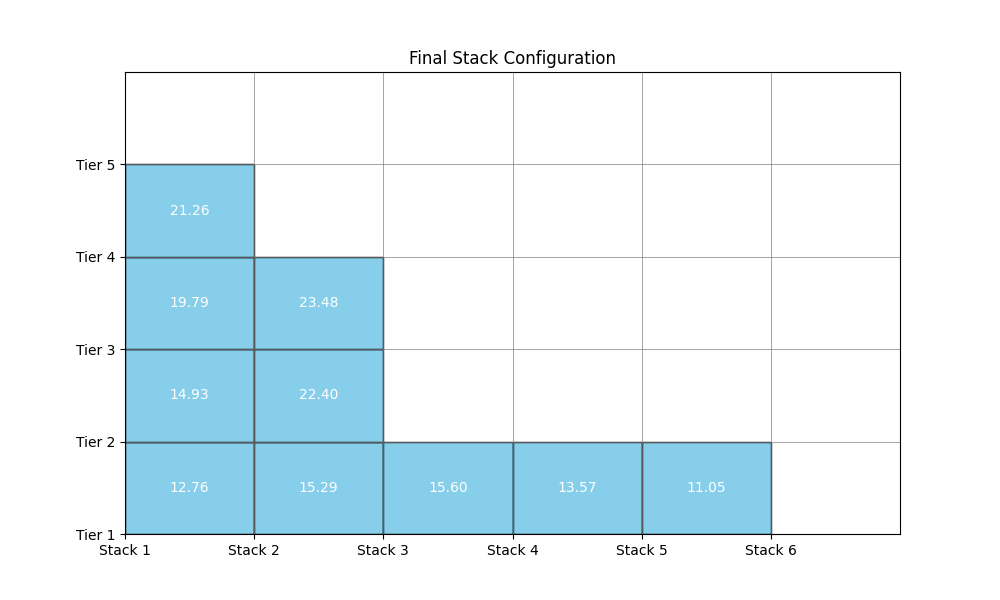 Final Stack Configuration
Tier 5
21.26
Tier 4
19.79 23.48
Tier 3
14.93 22.40
Tier 2
12.76 15.29 15.60 13.57 11.05
Tier 1
Stack 1 Stack 2 Stack 3 Stack 4 Stack 5 Stack 6